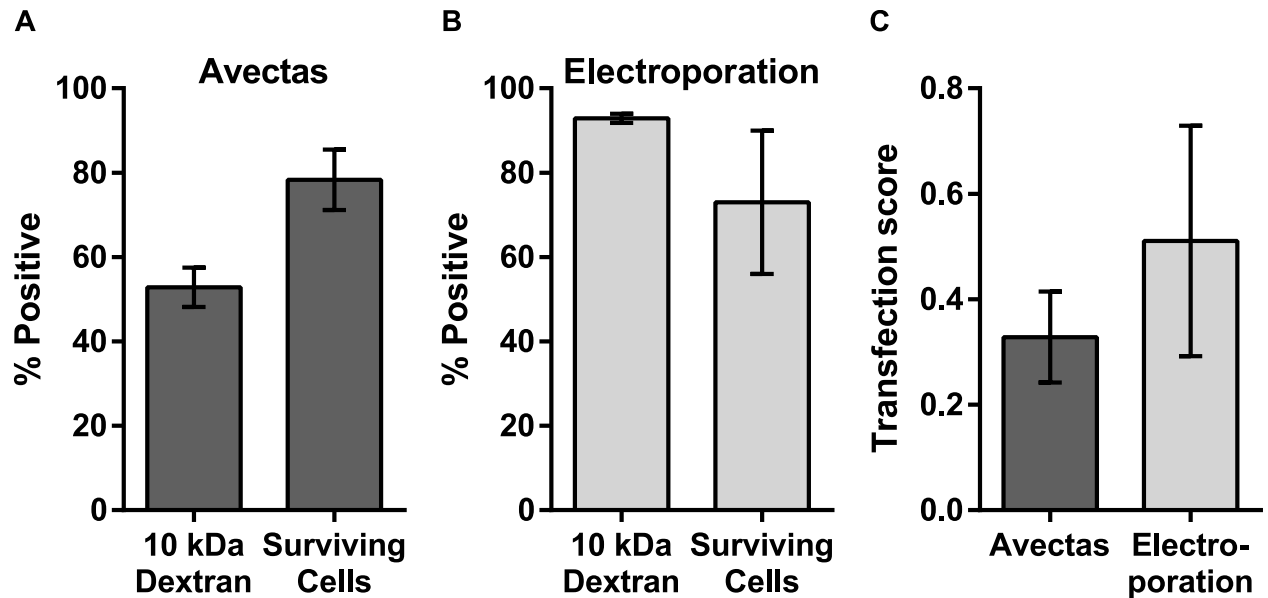 A
Avectas
% Positive
100
80
60
40
20
0
10 kDa
Dextran
Surviving
Cells
B
Electroporation
% Positive
100
80
60
40
20
0
10 kDa
Dextran
Surviving
Cells
C
Transfection score
0.8
0.6
0.4
0.2
0.0
Avectas
Electro-
poration